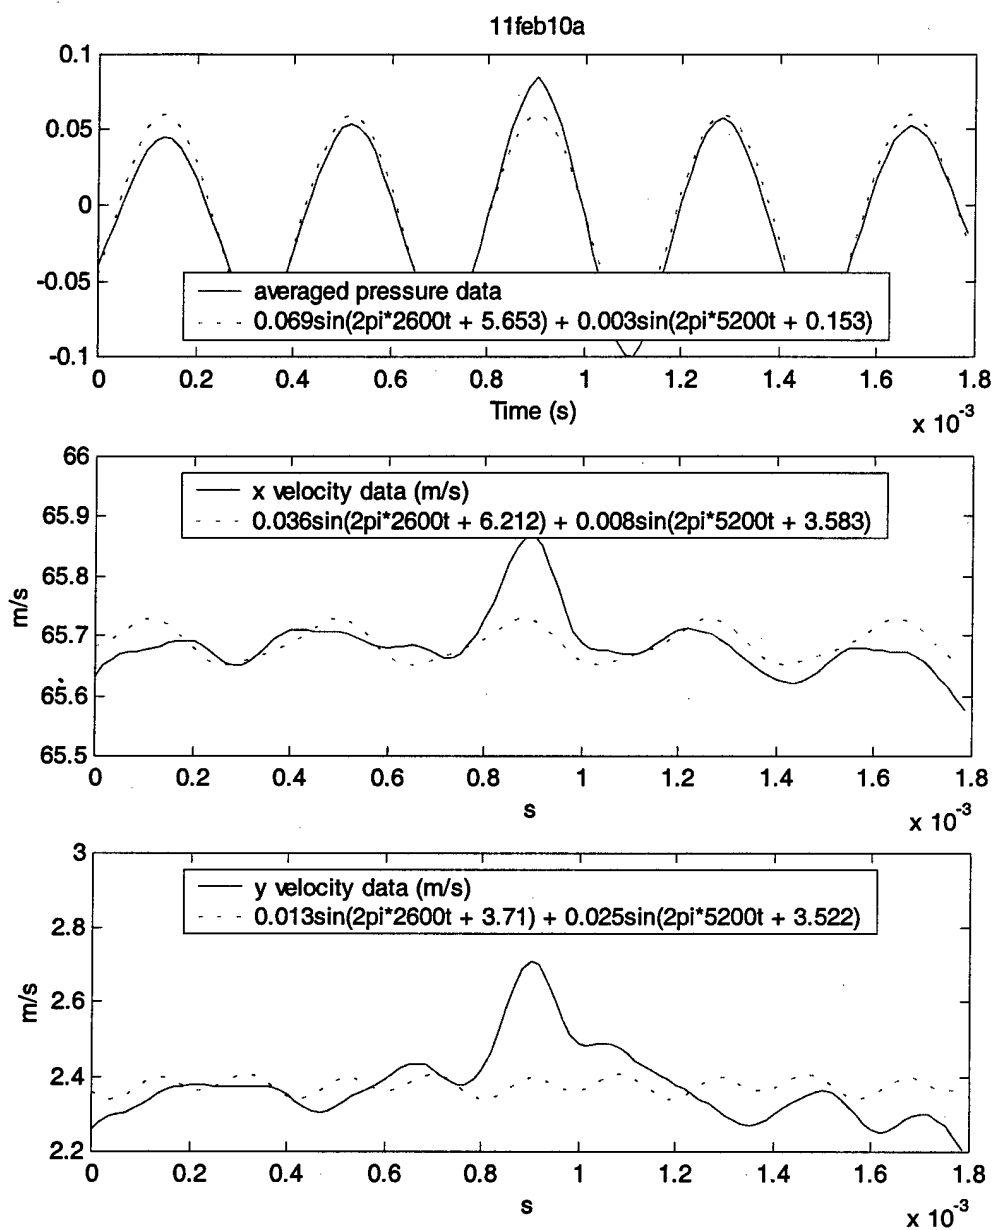 11feb10a
0.1
0.05
0
-0.05
-0.1
averaged pressure data
0.069sin(2pi*2600t + 5.653) + 0.003sin(2pi*5200t + 0.153)
0 0.2 0.4 0.6 0.8 1 1.2 1.4 1.6 1.8
Time (s)
x 10-3
66
65.9
65.8
65.7
65.6
65.5
m/s
x velocity data (m/s)
0.036sin(2pi*2600t + 6.212) + 0.008sin(2pi*5200t + 3.583)
0 0.2 0.4 0.6 0.8 1 1.2 1.4 1.6 1.8
s
x 10-3
3
2.8
2.6
2.4
2.2
m/s
y velocity data (m/s)
0.013sin(2pi*2600t + 3.71) + 0.025sin(2pi*5200t + 3.522)
0 0.2 0.4 0.6 0.8 1 1.2 1.4 1.6 1.8
s
x 10-3